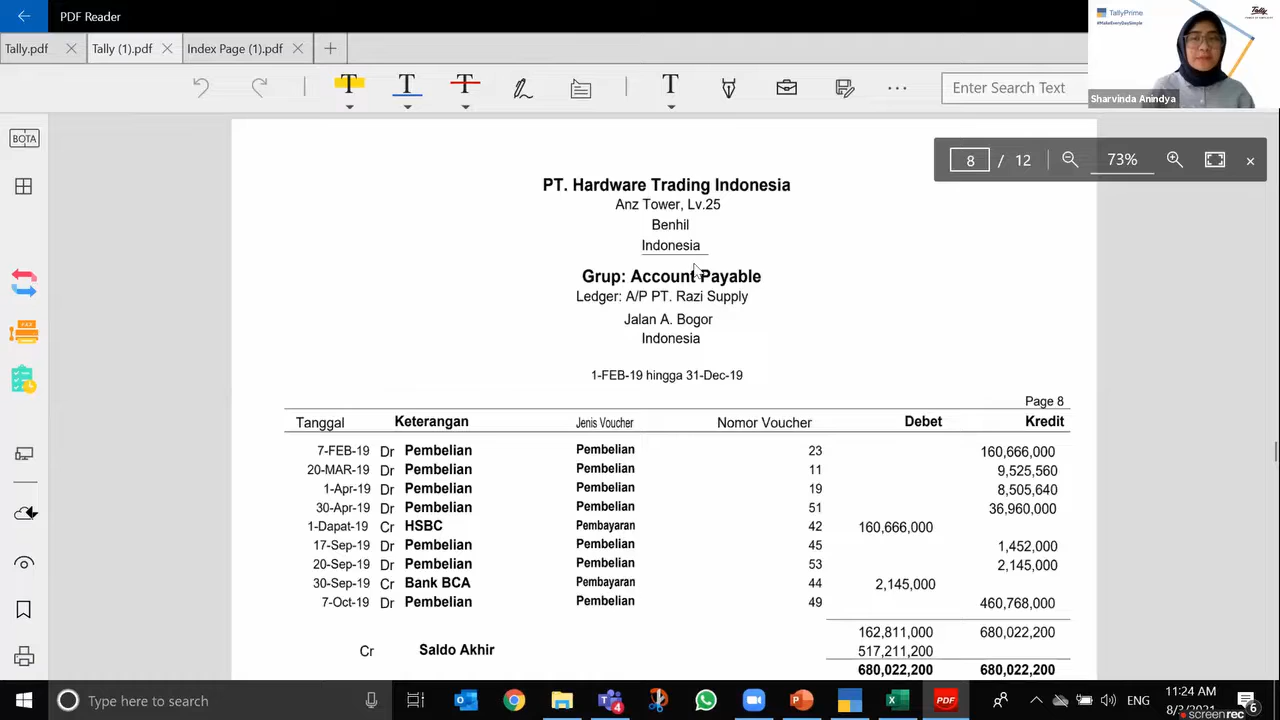 PDF Reader
TallyPrime
#MakeEveryDaySimple
Tally
Tally.pdf
Tally (1).pdf
Index Page (1).pdf
Enter Search Text
Sharvinda Anindya
BOTA
8 / 12 73%
PT. Hardware Trading Indonesia
Anz Tower, Lv.25
Benhil
Indonesia
Grup: Account Payable
Ledger: A/P PT. Razi Supply
Jalan A. Bogor
Indonesia
1-FEB-19 hingga 31-Dec-19
Page 8
Tanggal Keterangan Jenis Voucher Nomor Voucher Debet Kredit
7-FEB-19 Dr Pembelian Pembelian 23 160,666,000
20-MAR-19 Dr Pembelian Pembelian 11 9,525,560
1-Apr-19 Dr Pembelian Pembelian 19 8,505,640
30-Apr-19 Dr Pembelian Pembelian 51 36,960,000
1-Dapat-19 Cr HSBC Pembayaran 42 160,666,000
17-Sep-19 Dr Pembelian Pembelian 45 1,452,000
20-Sep-19 Dr Pembelian Pembelian 53 2,145,000
30-Sep-19 Cr Bank BCA Pembayaran 44 2,145,000
7-Oct-19 Dr Pembelian Pembelian 49 460,768,000
162,811,000 680,022,200
Cr Saldo Akhir 517,211,200
680,022,200 680,022,200
Type here to search
4
PDF
ENG
11:24 AM
6
screenrec